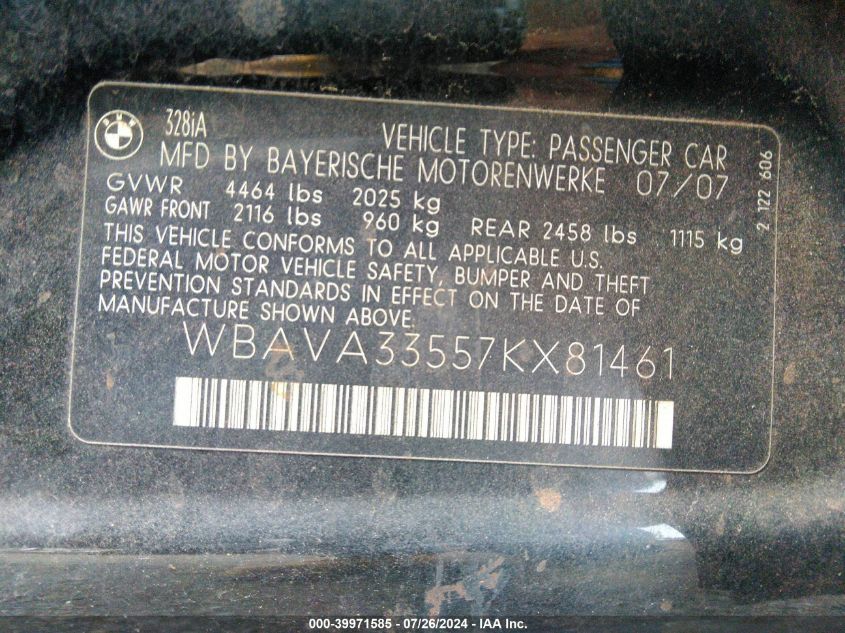 BMW
328iA
VEHICLE TYPE: PASSENGER CAR
MFD BY BAYERISCHE MOTORENWERKE 07/07
GVWR 4464 lbs 2025 kg
GAWR FRONT 2116 lbs 960 kg REAR 2458 lbs 1115 kg
THIS VEHICLE CONFORMS TO ALL APPLICABLE U.S.
FEDERAL MOTOR VEHICLE SAFETY, BUMPER AND THEFT
PREVENTION STANDARDS IN EFFECT ON THE DATE OF
MANUFACTURE SHOWN ABOVE.
WBAVA33557KX81461
2 122 606
000-39971585 - 07/26/2024 - IAA Inc.